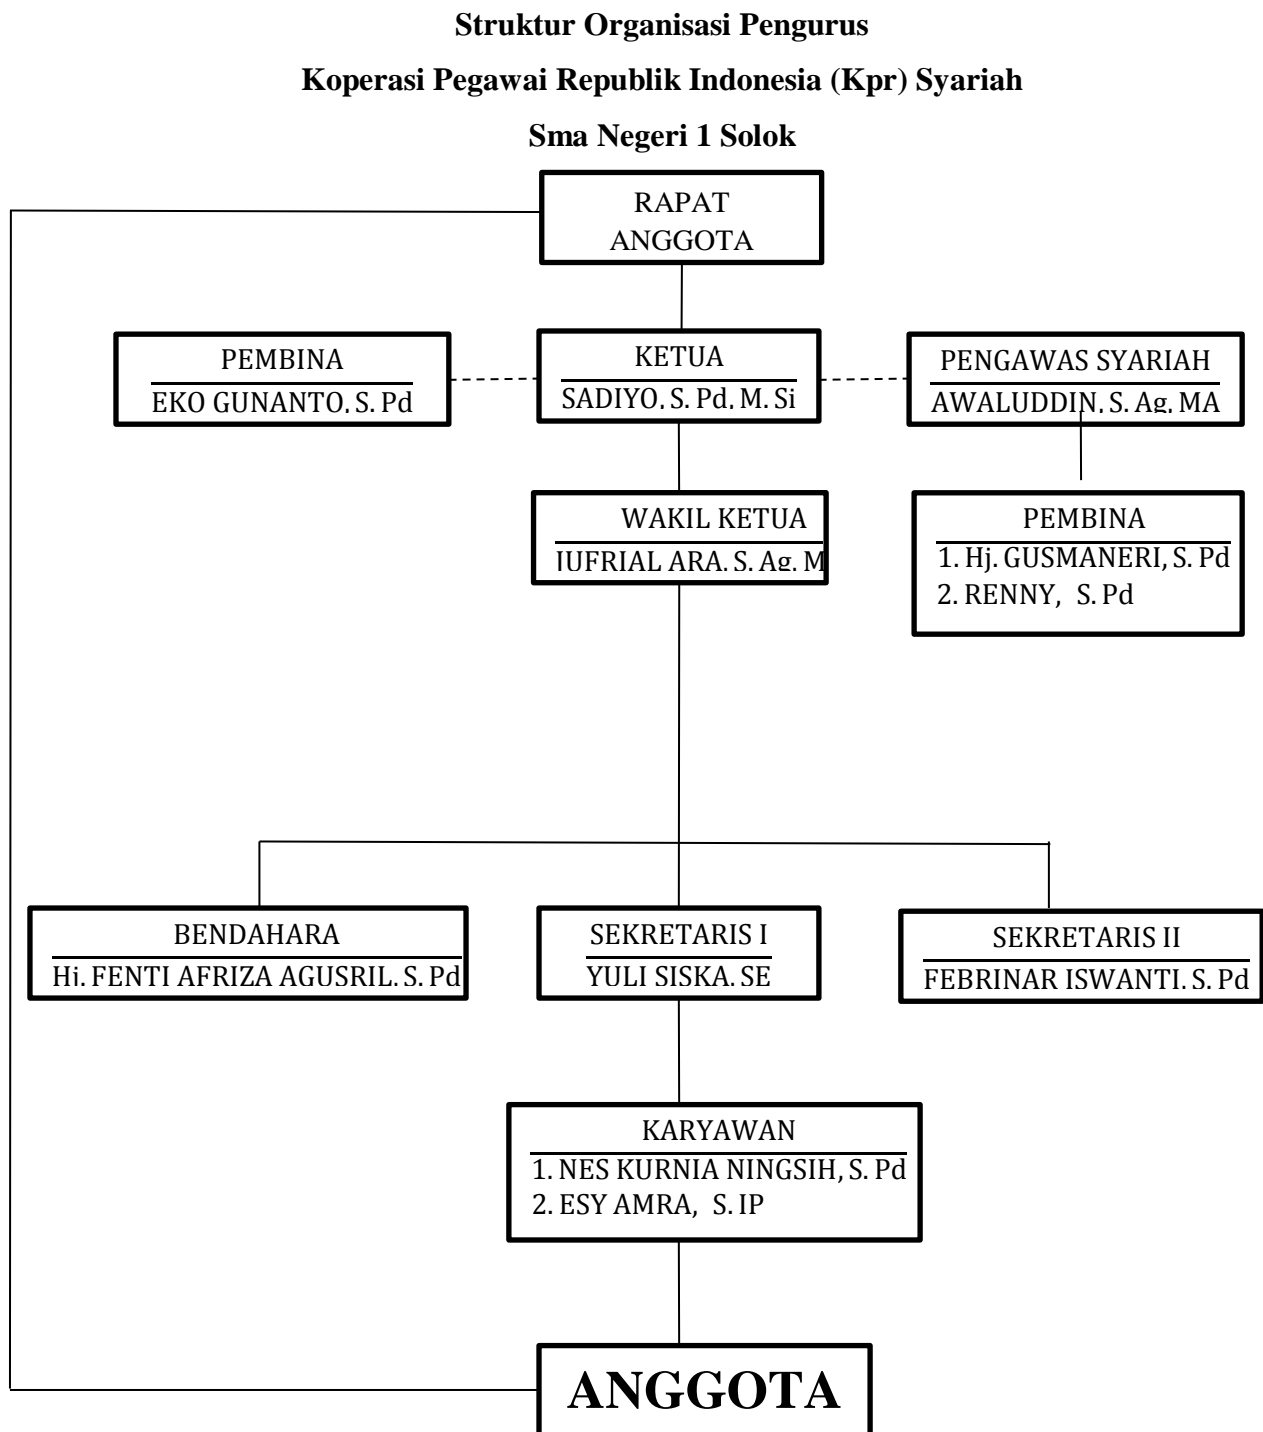 Struktur Organisasi Pengurus
Koperasi Pegawai Republik Indonesia (Kpr) Syariah
Sma Negeri 1 Solok
RAPAT
ANGGOTA
PEMBINA
EKO GUNANTO, S. Pd
KETUA
SADIYO, S. Pd, M. Si
PENGAWAS SYARIAH
AWALUDDIN, S. Ag, MA
WAKIL KETUA
JUFRIAL ARA, S. Ag, M
PEMBINA
1. Hj. GUSMANERI, S. Pd
2. RENNY, S. Pd
BENDAHARA
Hj. FENTI AFRIZA AGUSRIL, S. Pd
SEKRETARIS I
YULI SISKA, SE
SEKRETARIS II
FEBRINAR ISWANTI, S. Pd
KARYAWAN
1. NES KURNIA NINGSIH, S. Pd
2. ESY AMRA, S. IP
ANGGOTA